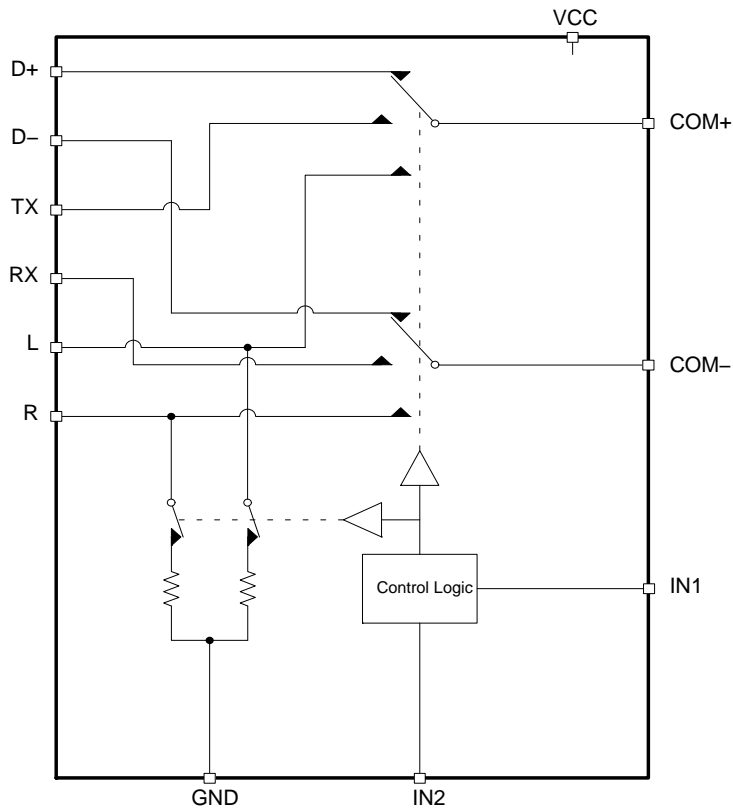 VCC
D+
COM+
D–
TX
RX
L
COM–
R
Control Logic
IN1
GND
IN2